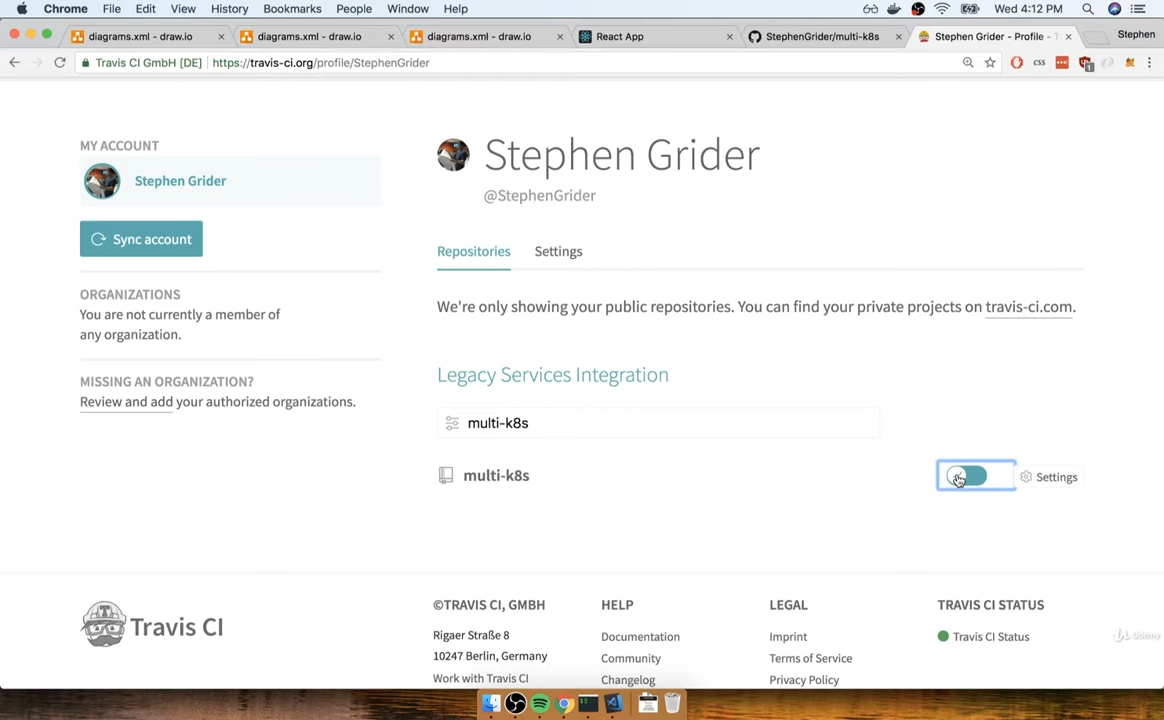 Chrome File Edit View History Bookmarks People Window Help Wed 4:12 PM
diagrams.xml - draw.io diagrams.xml - draw.io diagrams.xml - draw.io React App StephenGrider/multi-k8s Stephen Grider - Profile - T Stephen
Travis CI GmbH [DE] https://travis-ci.org/profile/StephenGrider css 1
MY ACCOUNT
Stephen Grider
Sync account
ORGANIZATIONS
You are not currently a member of
any organization.
MISSING AN ORGANIZATION?
Review and add your authorized organizations.
Stephen Grider
@StephenGrider
Repositories Settings
We're only showing your public repositories. You can find your private projects on travis-ci.com.
Legacy Services Integration
multi-k8s
multi-k8s Settings
Travis CI
©TRAVIS CI, GMBH
Rigaer Straße 8
10247 Berlin, Germany
Work with Travis CI
HELP
Documentation
Community
Changelog
LEGAL
Imprint
Terms of Service
Privacy Policy
TRAVIS CI STATUS
Travis CI Status
Udemy